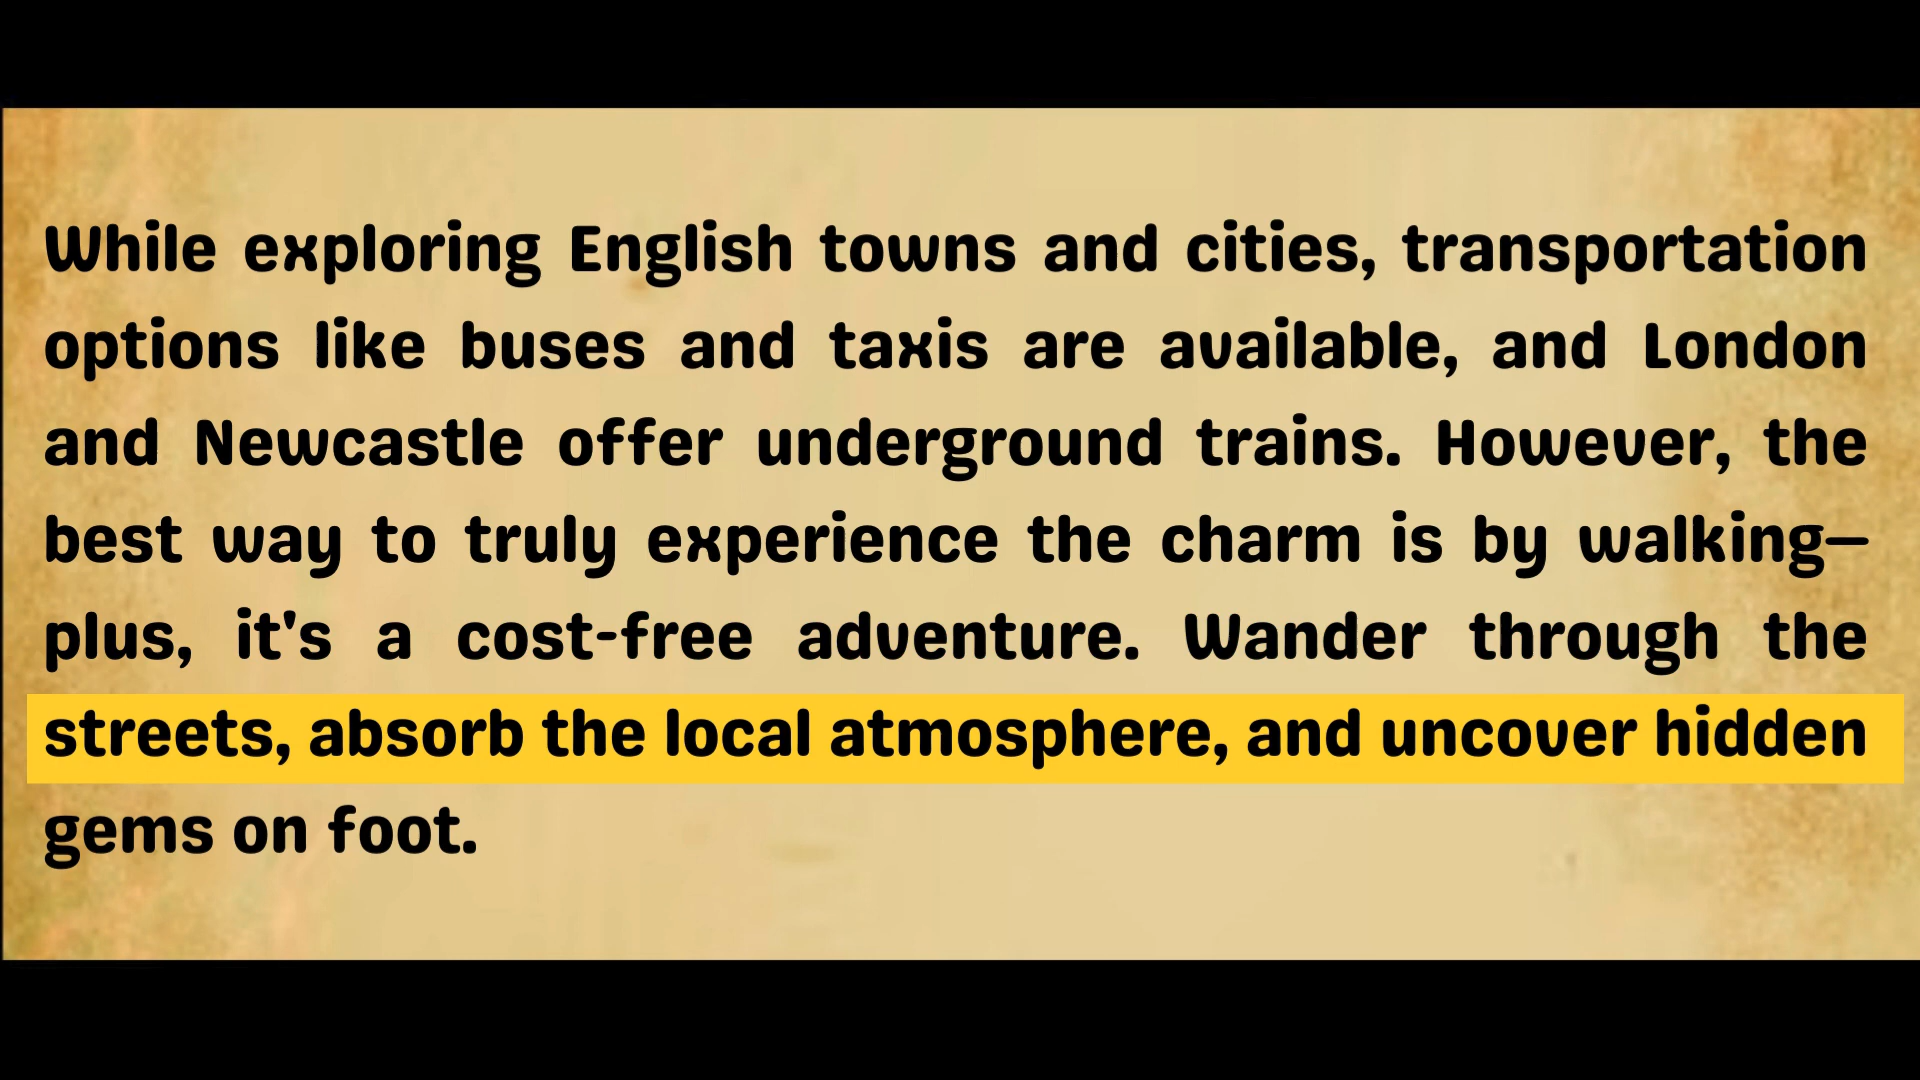 While exploring English towns and cities, transportation
options like buses and taxis are available, and London
and Newcastle offer underground trains. However, the
best way to truly experience the charm is by walking—
plus, it's a cost-free adventure. Wander through the
streets, absorb the local atmosphere, and uncover hidden
gems on foot.